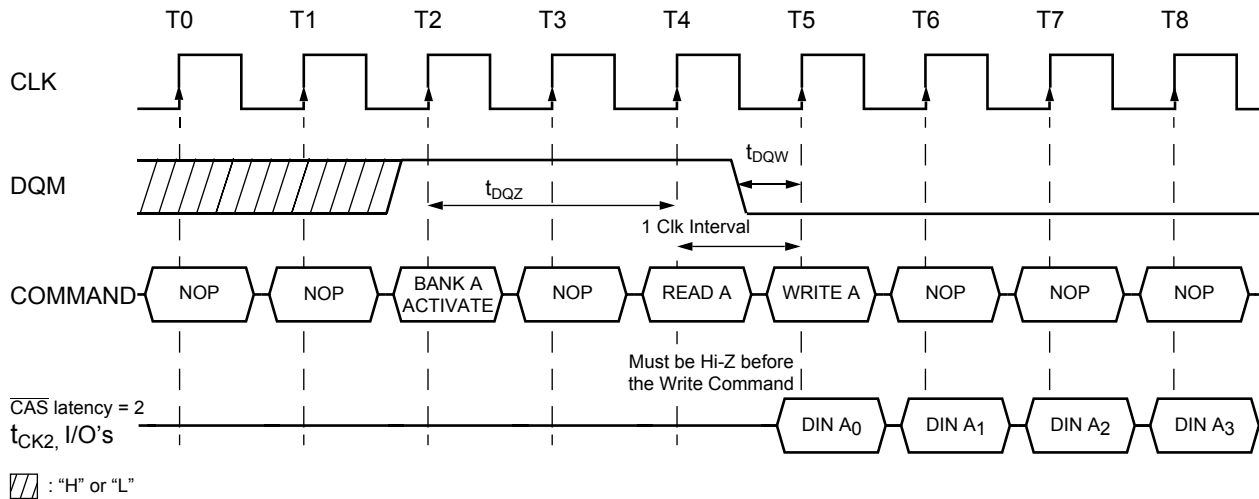 T0 T1 T2 T3 T4 T5 T6 T7 T8
CLK
DQM
tDQW
tDQZ
1 Clk Interval
COMMAND
NOP NOP BANK A ACTIVATE NOP READ A WRITE A NOP NOP NOP
Must be Hi-Z before
the Write Command
CAS latency = 2
tCK2, I/O's
DIN A0 DIN A1 DIN A2 DIN A3
: “H” or “L”